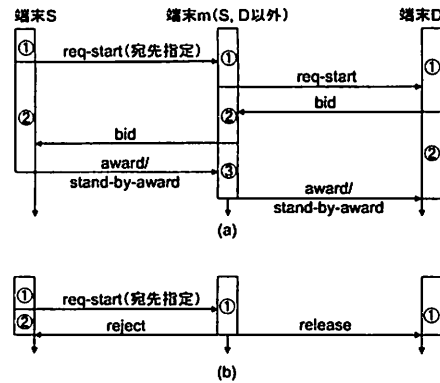 端末S 端末m(S, D以外) 端末D
① req-start(宛先指定) ① ①
req-start
② ② bid
bid ②
award/ ③
stand-by-award
award/
stand-by-award
(a)
① req-start(宛先指定) ① ①
② reject release
(b)